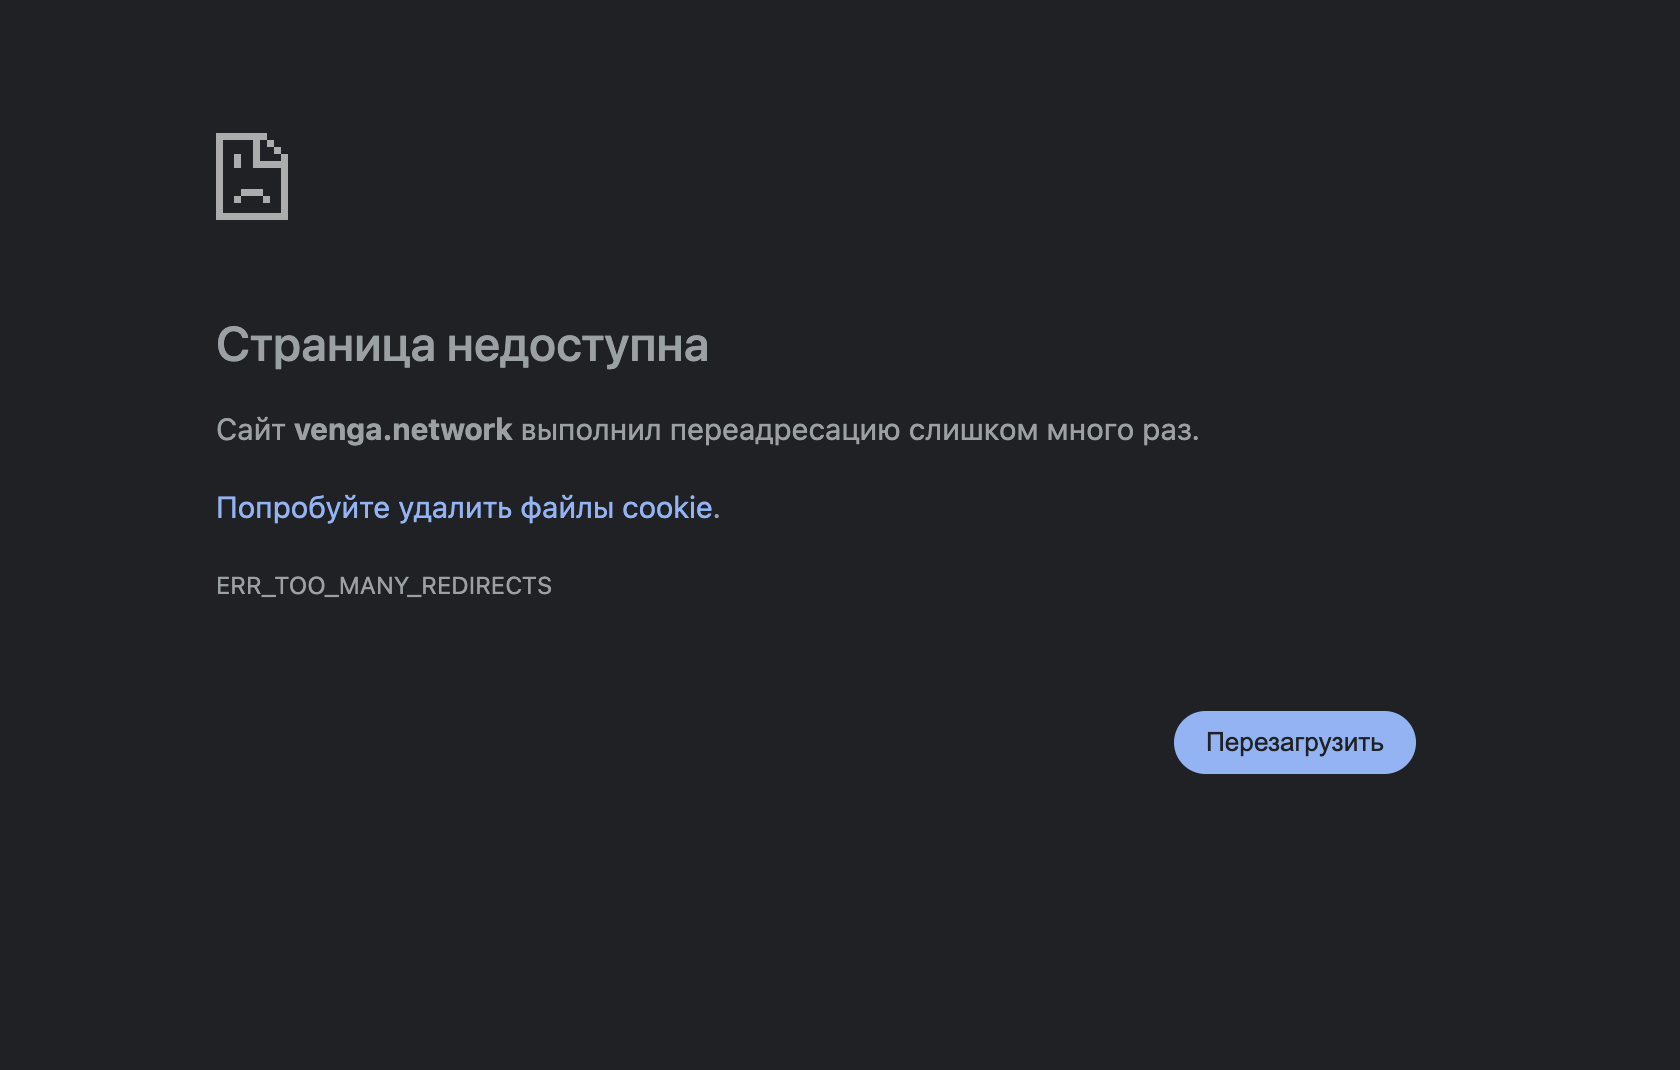 Страница недоступна
Сайт venga.network выполнил переадресацию слишком много раз.
Попробуйте удалить файлы cookie.
ERR_TOO_MANY_REDIRECTS
Перезагрузить